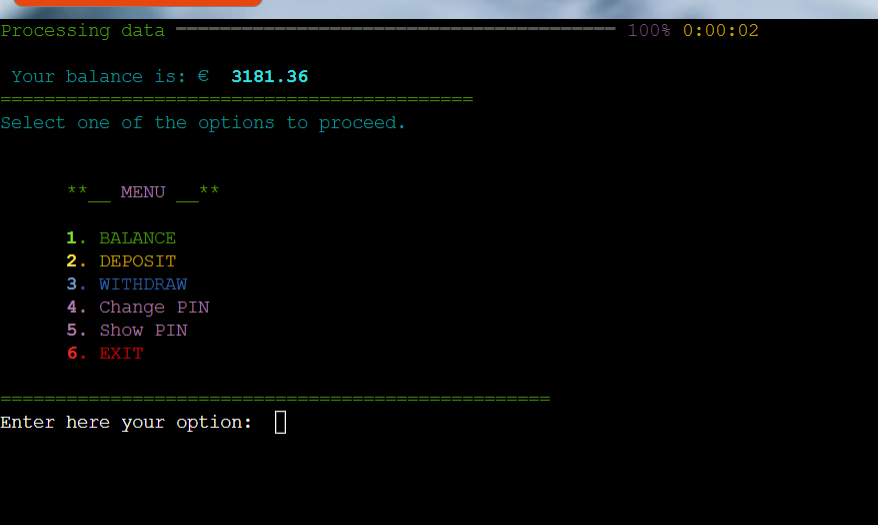 Processing data 100% 0:00:02
Your balance is: € 3181.36
===========================================
Select one of the options to proceed.
**__ MENU __**
1. BALANCE
2. DEPOSIT
3. WITHDRAW
4. Change PIN
5. Show PIN
6. EXIT
==================================================
Enter here your option: